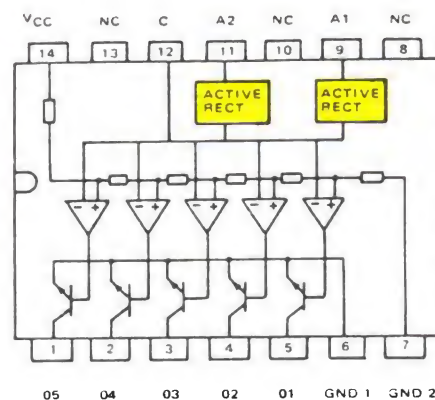 VCC NC C A2 NC A1 NC
14 13 12 11 10 9 8
ACTIVE RECT
ACTIVE RECT
- + - + - + - + - +
1 2 3 4 5 6 7
05 04 03 02 01 GND 1 GND 2